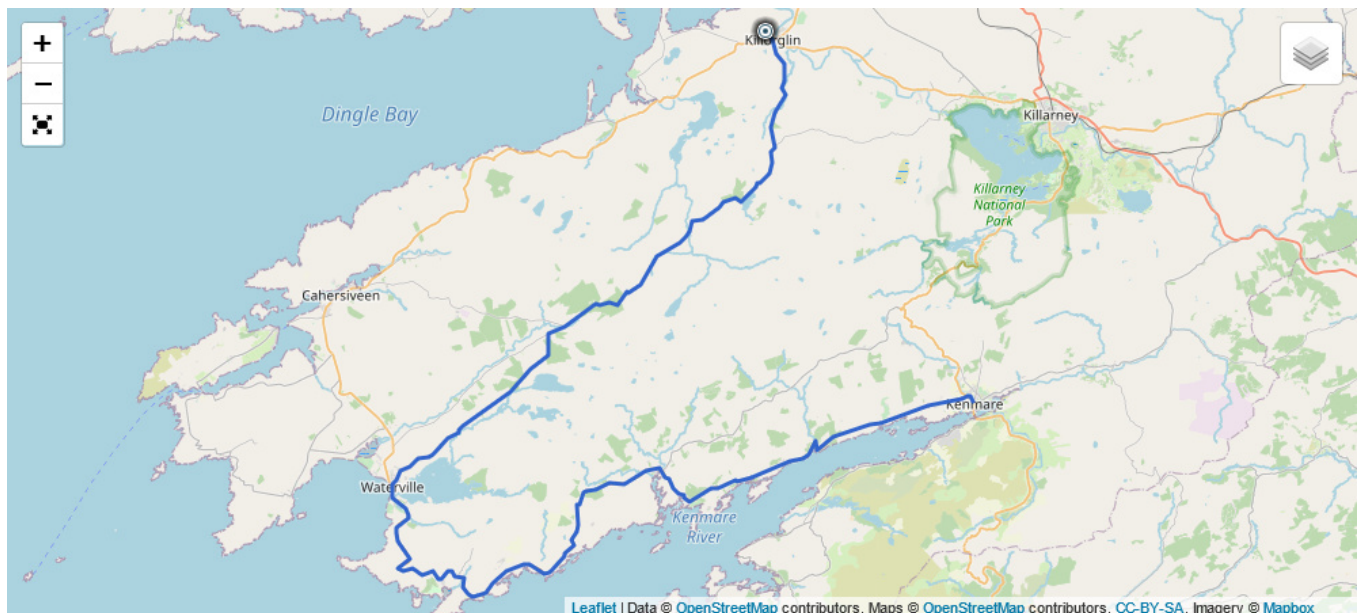 +
−
Killorglin
Dingle Bay
Killarney
Killarney
National
Park
Cahersiveen
Kenmare
Waterville
Kenmare
River
Leaflet | Data © OpenStreetMap contributors, Maps © OpenStreetMap contributors, CC-BY-SA, Imagery © Mapbox